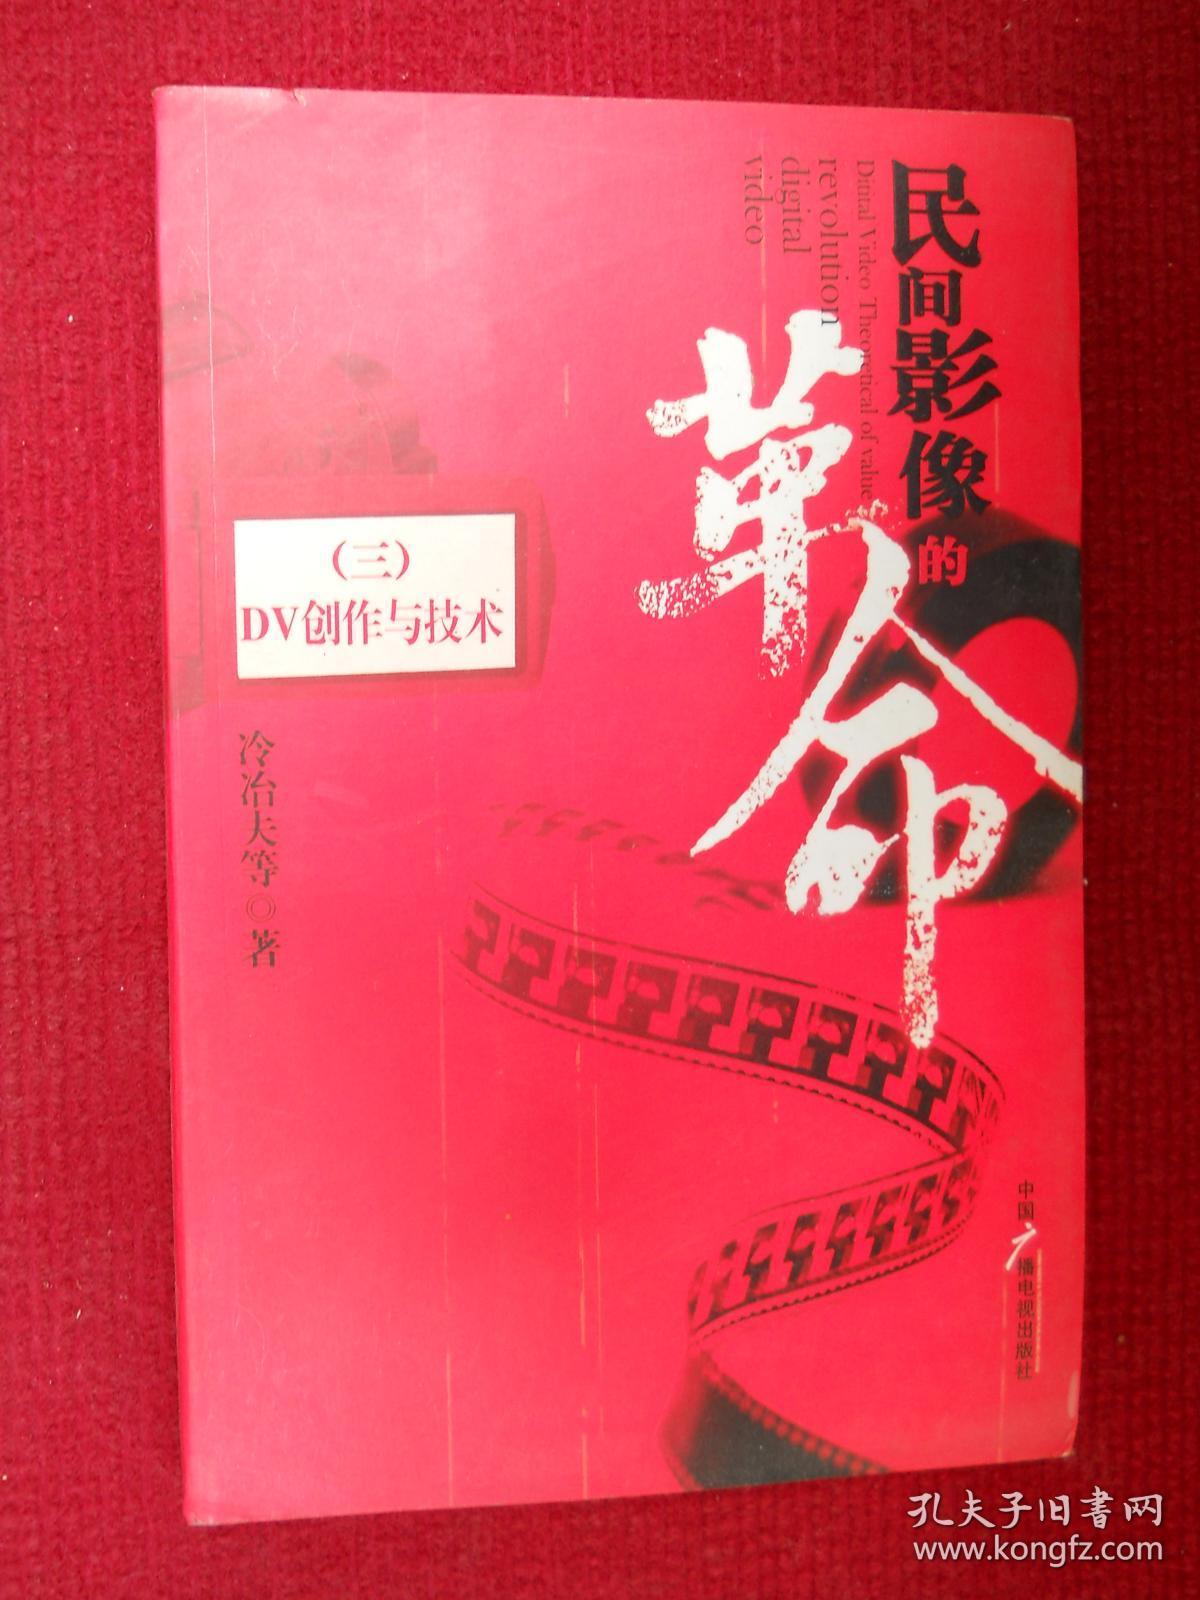 民间影像的
革命
Ditital Video Theoretical of value
revolution
digital
video
（三）
DV创作与技术
冷冶夫等◎著
中国广播电视出版社
孔夫子旧书网
www.kongfz.com